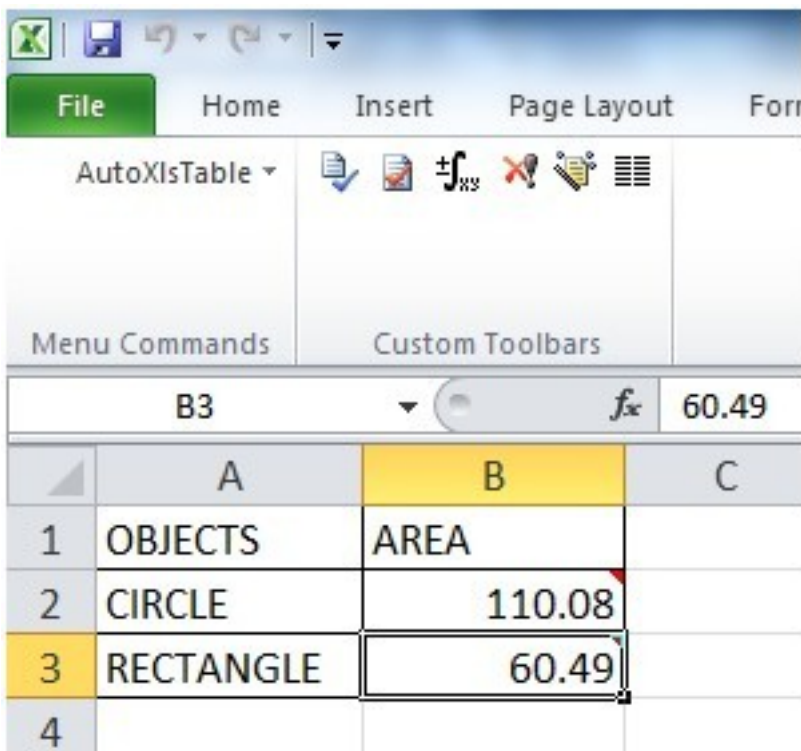 File Home Insert Page Layout Forr
AutoXlsTable
Menu Commands Custom Toolbars
B3 fx 60.49
A B C
1 OBJECTS AREA
2 CIRCLE 110.08
3 RECTANGLE 60.49
4